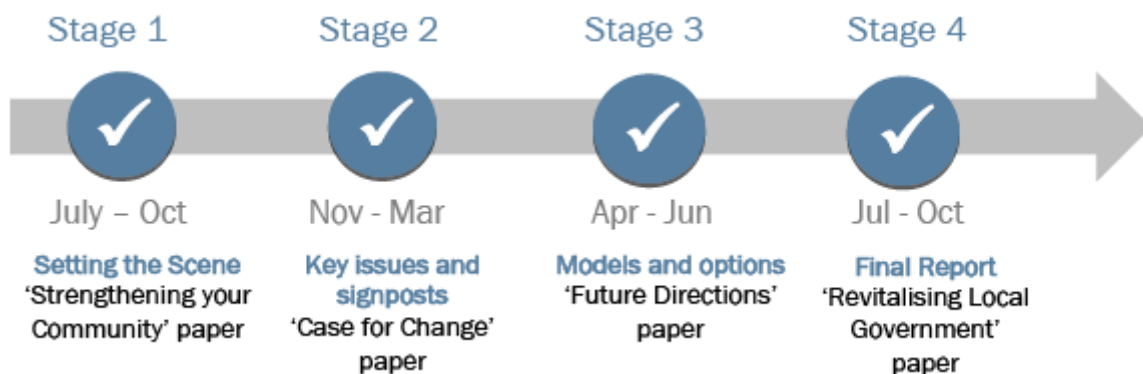 Stage 1
Stage 2
Stage 3
Stage 4
July – Oct
Nov - Mar
Apr - Jun
Jul - Oct
Setting the Scene
‘Strengthening your
Community’ paper
Key issues and
signposts
‘Case for Change’
paper
Models and options
‘Future Directions’
paper
Final Report
‘Revitalising Local
Government’
paper